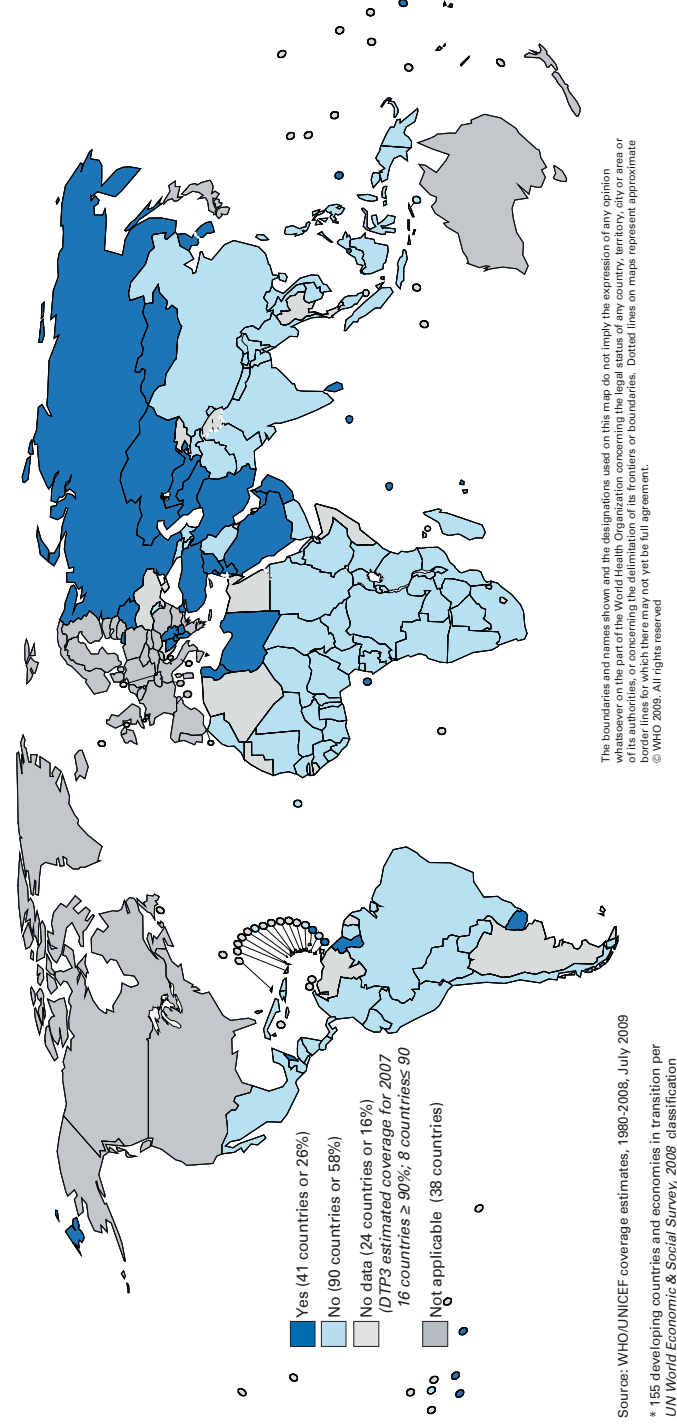 Yes (41 countries or 26%)
No (90 countries or 58%)
No data (24 countries or 16%)
(DTP3 estimated coverage for 2007
16 countries ≥ 90%; 8 countries≤ 90
Not applicable (38 countries)
Source: WHO/UNICEF coverage estimates, 1980-2008, July 2009
* 155 developing countries and economies in transition per
UN World Economic & Social Survey, 2008 classification
The boundaries and names shown and the designations used on this map do not imply the expression of any opinion
whatsoever on the part of the World Health Organization concerning the legal status of any country, territory, city or area or
of its authorities, or concerning the delimitation of its frontiers or boundaries. Dotted lines on maps represent approximate
border lines for which there may not yet be full agreement.
© WHO 2009. All rights reserved